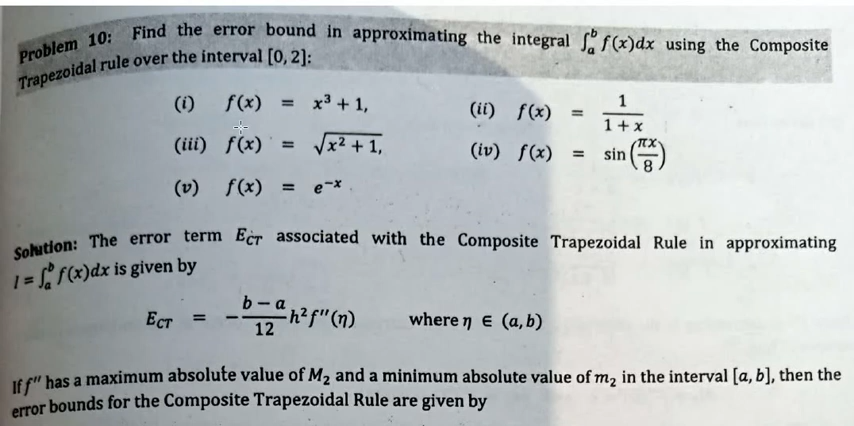 Problem 10: Find the error bound in approximating the integral ∫ₐᵇ f(x)dx using the Composite
Trapezoidal rule over the interval [0, 2]:
(i) f(x) = x³ + 1, (ii) f(x) = 1/(1 + x)
(iii) f(x) = √(x² + 1), (iv) f(x) = sin(πx/8)
(v) f(x) = e⁻ˣ
Solution: The error term E_CT associated with the Composite Trapezoidal Rule in approximating
I = ∫ₐᵇ f(x)dx is given by
E_CT = −(b − a)/12 h²f″(η) where η ∈ (a, b)
If f″ has a maximum absolute value of M₂ and a minimum absolute value of m₂ in the interval [a, b], then the
error bounds for the Composite Trapezoidal Rule are given by